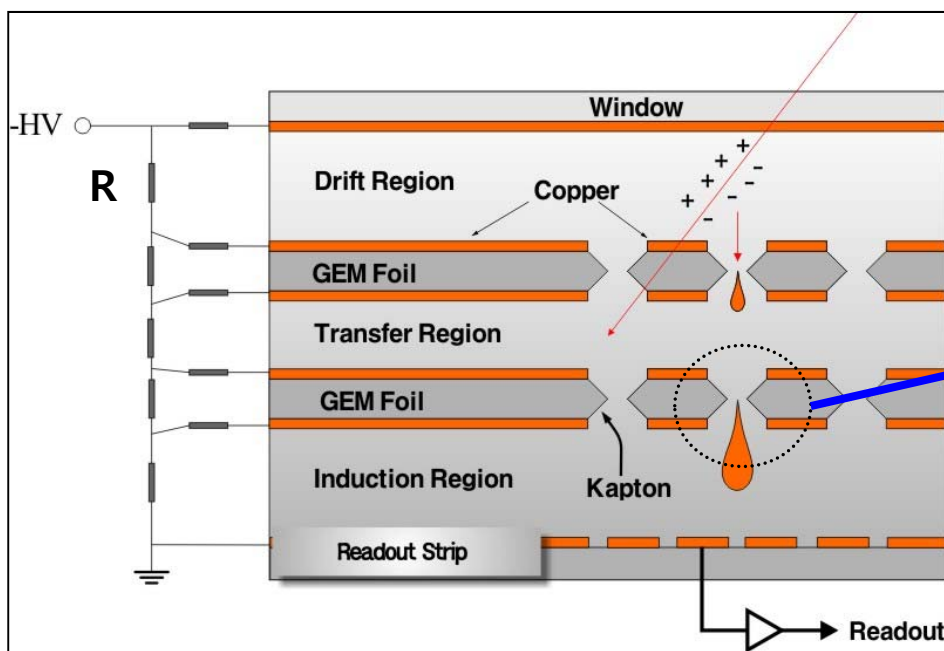 Window
-HV
R
Drift Region
Copper
+ + + + - - - -
GEM Foil
Transfer Region
GEM Foil
Induction Region
Kapton
Readout Strip
Readout